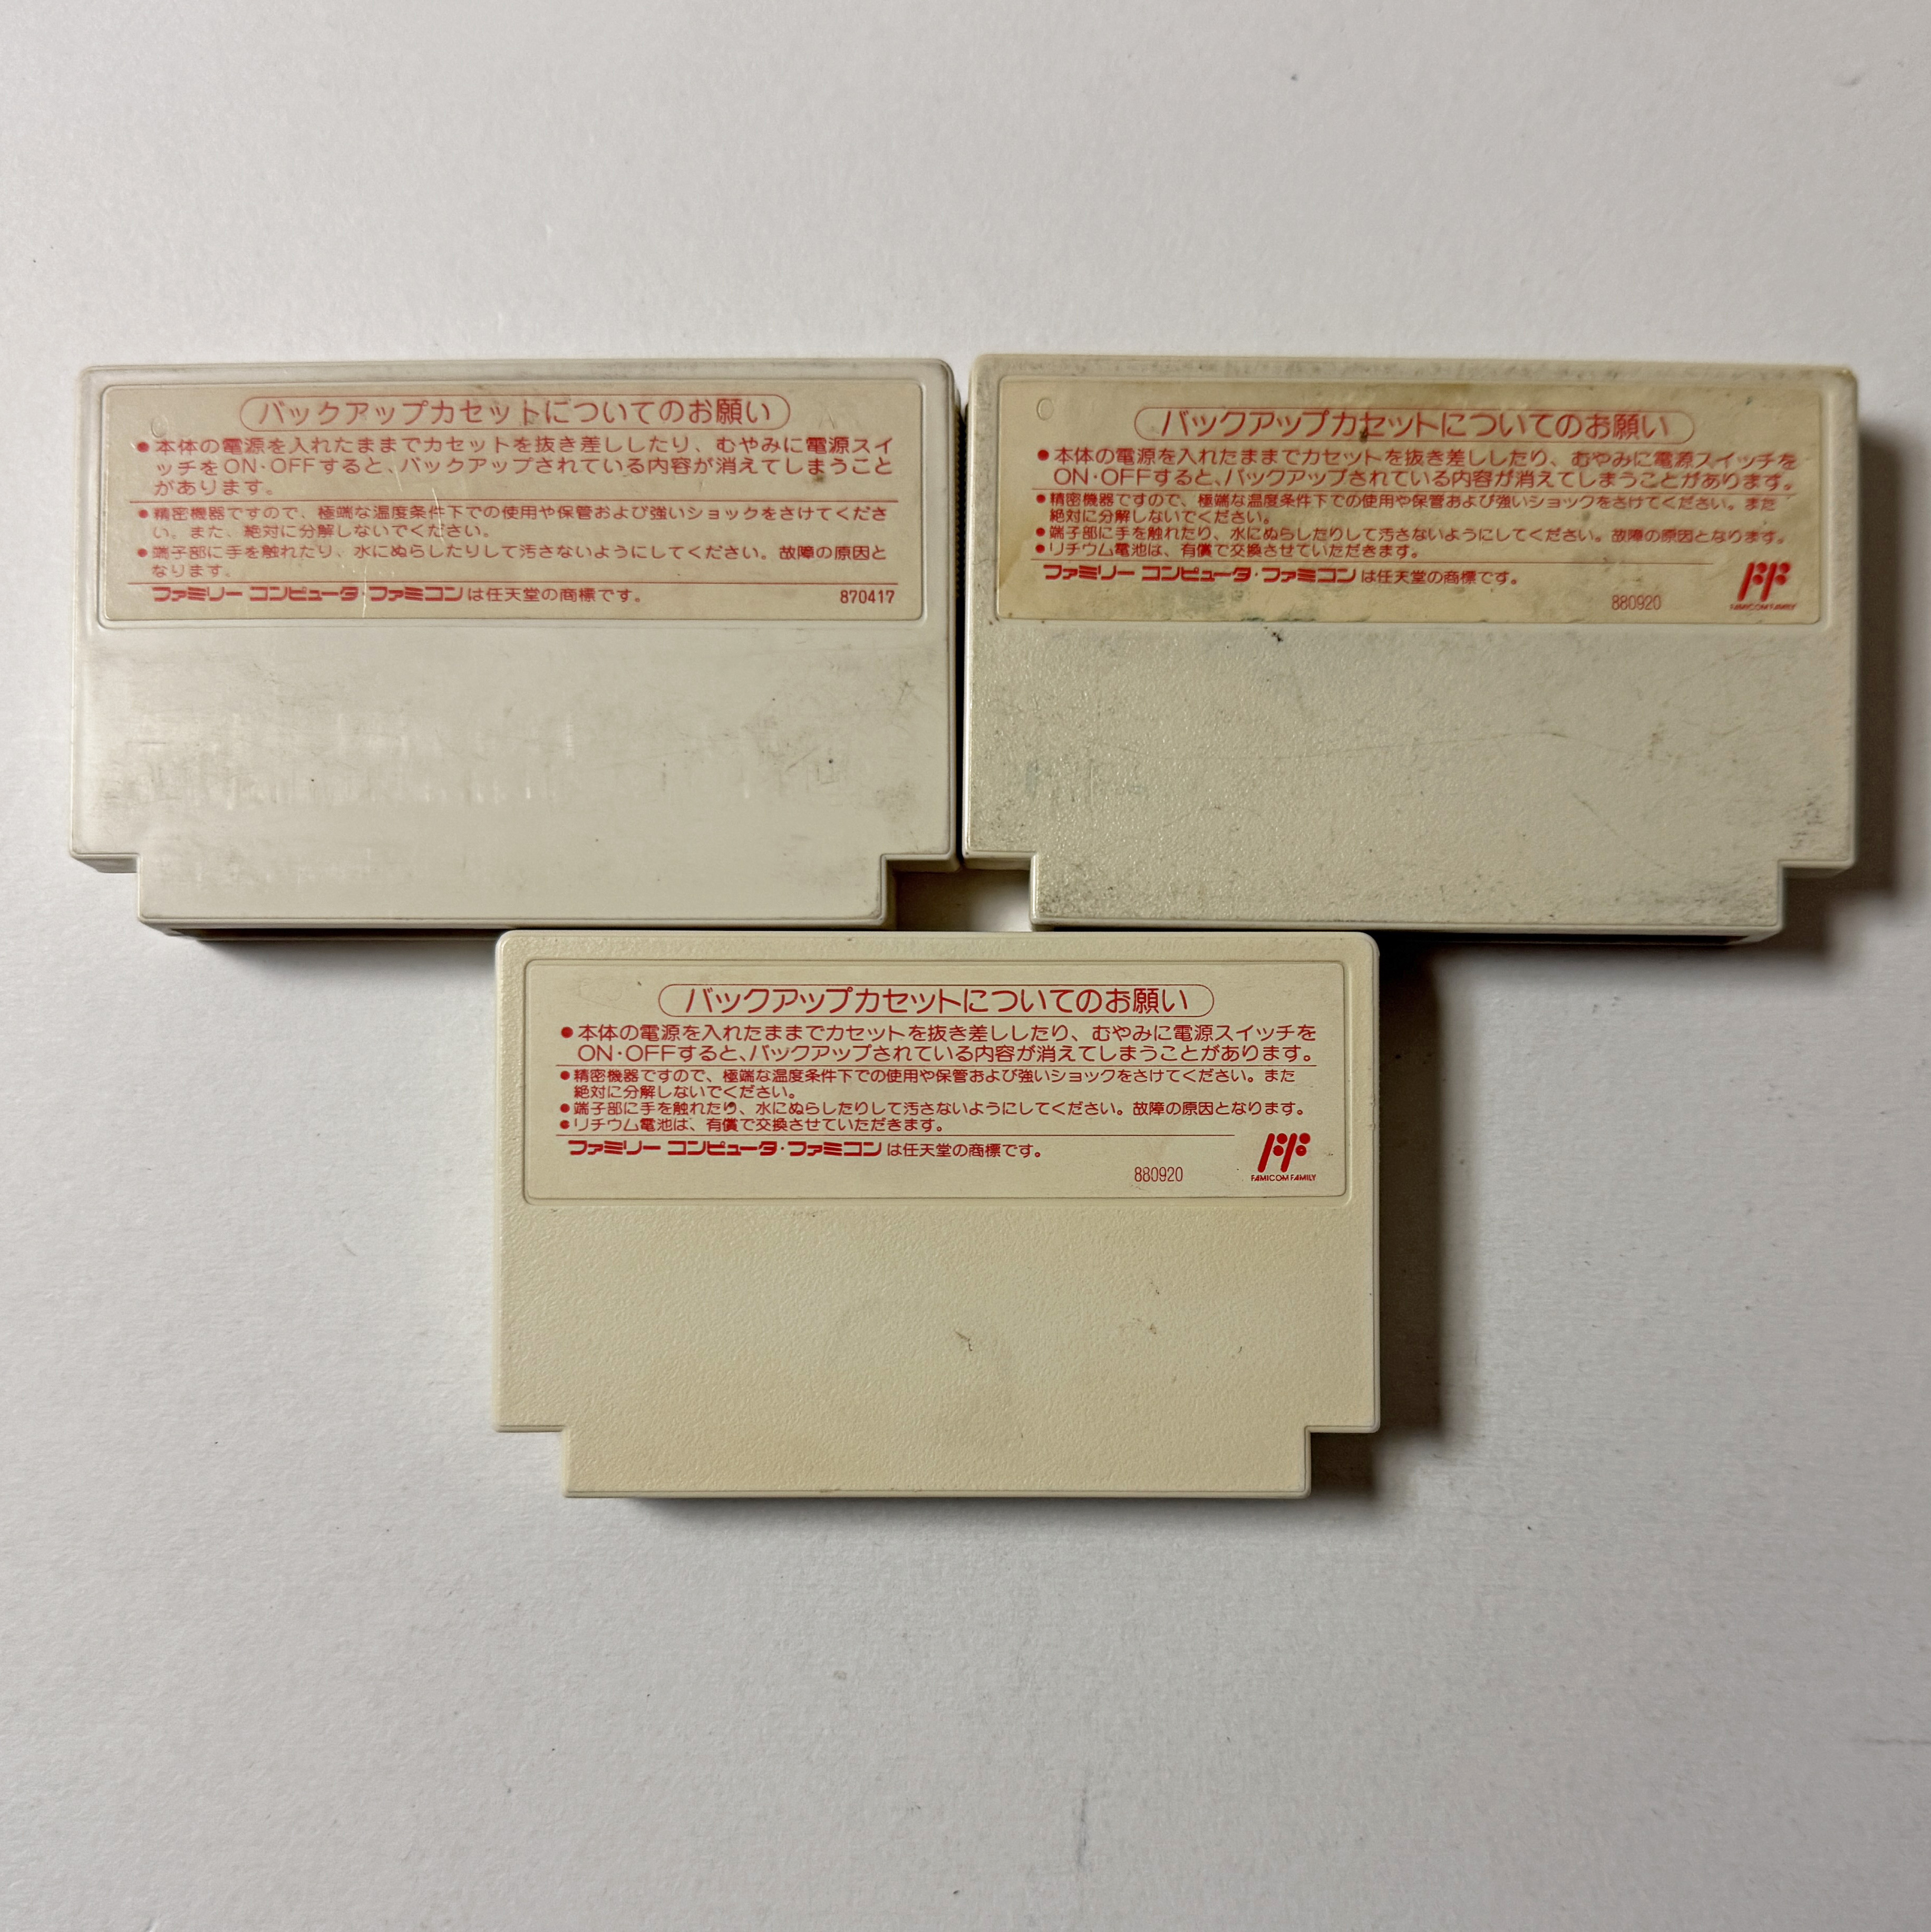 バックアップカセットについてのお願い
●本体の電源を入れたままでカセットを抜き差ししたり、むやみに電源スイ
ッチをON・OFFすると、バックアップされている内容が消えてしまうこと
があります。
●精密機器ですので、極端な温度条件下での使用や保管および強いショックをさけてくださ
い。また、絶対に分解しないでください。
●端子部に手を触れたり、水にぬらしたりして汚さないようにしてください。故障の原因と
なります。
ファミリー コンピュータ・ファミコンは任天堂の商標です。
870417
バックアップカセットについてのお願い
●本体の電源を入れたままでカセットを抜き差ししたり、むやみに電源スイッチを
ON・OFFすると、バックアップされている内容が消えてしまうことがあります。
●精密機器ですので、極端な温度条件下での使用や保管および強いショックをさけてください。また
絶対に分解しないでください。
●端子部に手を触れたり、水にぬらしたりして汚さないようにしてください。故障の原因となります。
●リチウム電池は、有償で交換させていただきます。
ファミリー コンピュータ・ファミコンは任天堂の商標です。
880920
FAMICOM FAMILY
バックアップカセットについてのお願い
●本体の電源を入れたままでカセットを抜き差ししたり、むやみに電源スイッチを
ON・OFFすると、バックアップされている内容が消えてしまうことがあります。
●精密機器ですので、極端な温度条件下での使用や保管および強いショックをさけてください。また
絶対に分解しないでください。
●端子部に手を触れたり、水にぬらしたりして汚さないようにしてください。故障の原因となります。
●リチウム電池は、有償で交換させていただきます。
ファミリー コンピュータ・ファミコンは任天堂の商標です。
880920
FAMICOM FAMILY